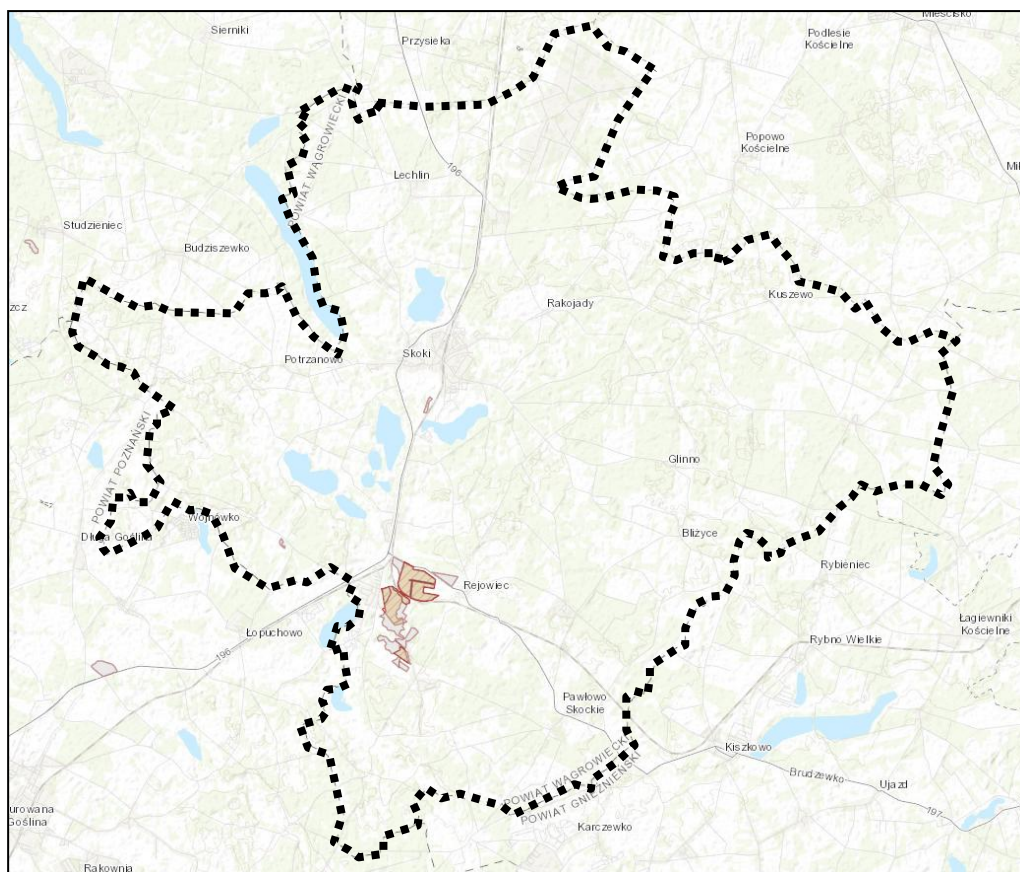 Mieścisko
Sierniki
Przysieka
Podlesie
Kościelne
POWIAT WĄGROWIECKI
196
Popowo
Kościelne
Lechlin
Studzieniec
Budziszewko
Kuszewo
Rakojady
Skoki
Potrzanowo
POWIAT POZNAŃSKI
Glinno
Wojnówko
Długa Goślina
Bliżyce
Rybieniec
Rejowiec
Łopuchowo
Łagiewniki
Kościelne
Rybno Wielkie
196
Pawłowo
Skockie
Kiszkowo
POWIAT WĄGROWIECKI
POWIAT GNIEŹNIEŃSKI
Brudzewko
Ujazd
197
urowana
Goślina
Karczewko
Rakownia